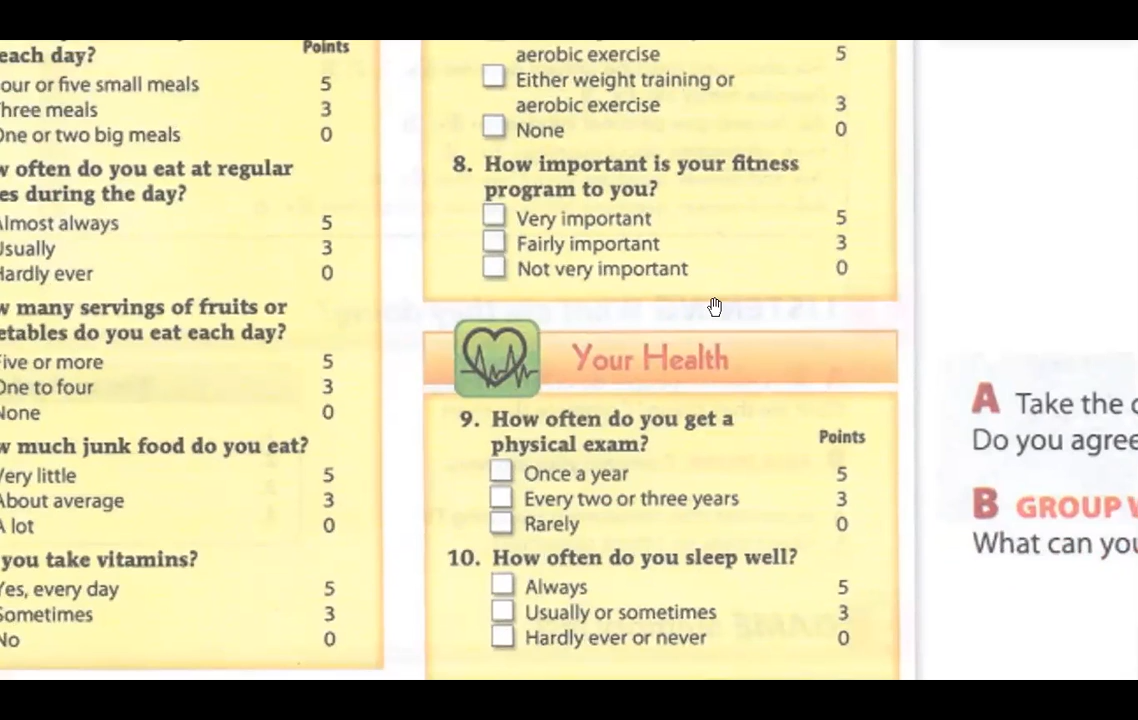 each day?
Points
our or five small meals 5
hree meals 3
One or two big meals 0
w often do you eat at regular
es during the day?
Almost always 5
Usually 3
Hardly ever 0
w many servings of fruits or
etables do you eat each day?
Five or more 5
One to four 3
None 0
w much junk food do you eat?
Very little 5
About average 3
A lot 0
you take vitamins?
Yes, every day 5
Sometimes 3
No 0
aerobic exercise 5
Either weight training or
aerobic exercise 3
None 0
8. How important is your fitness
program to you?
Very important 5
Fairly important 3
Not very important 0
Your Health
9. How often do you get a
physical exam?
Points
Once a year 5
Every two or three years 3
Rarely 0
10. How often do you sleep well?
Always 5
Usually or sometimes 3
Hardly ever or never 0
A Take the
Do you agree
B GROUP
What can you